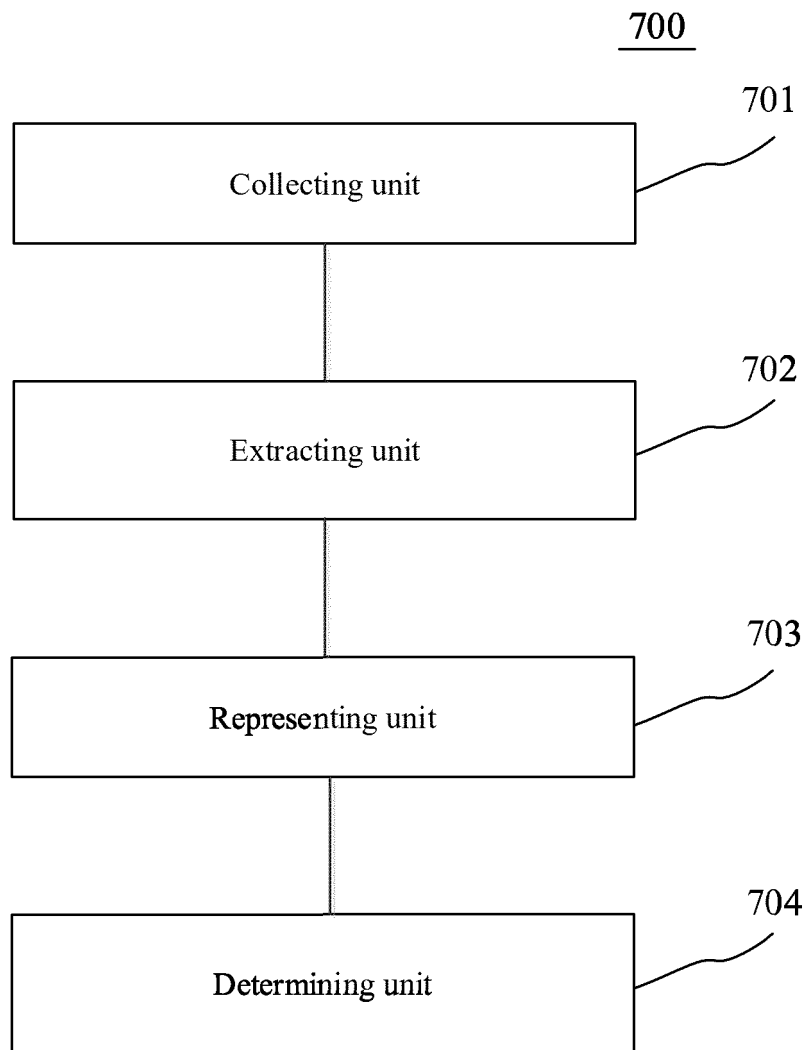 700
701
Collecting unit
702
Extracting unit
703
Representing unit
704
Determining unit